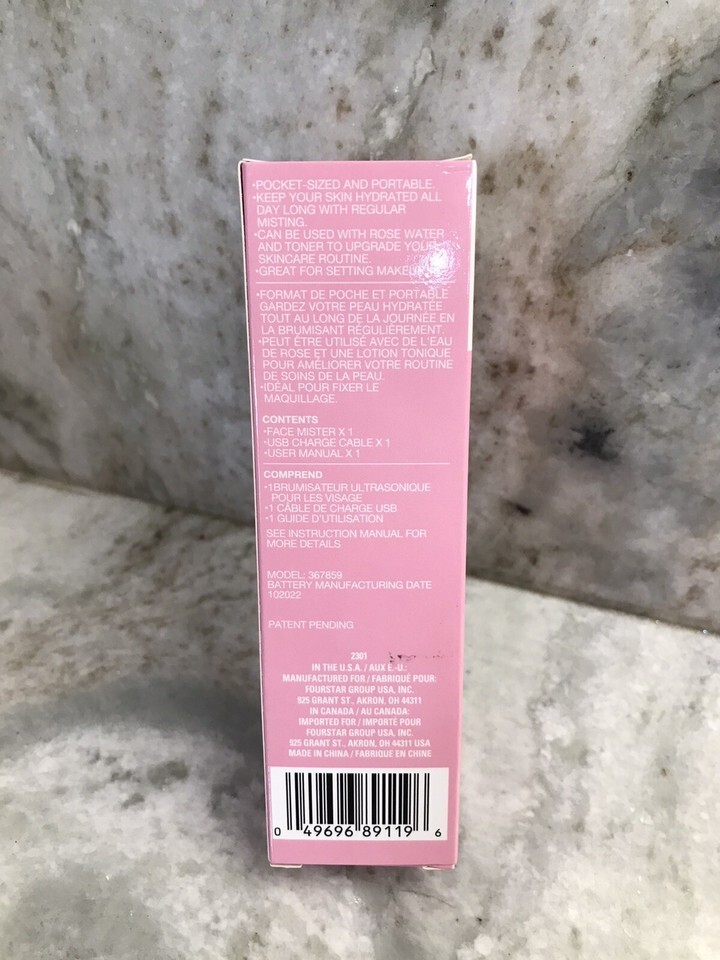 •POCKET-SIZED AND PORTABLE.
•KEEP YOUR SKIN HYDRATED ALL
DAY LONG WITH REGULAR
MISTING.
•CAN BE USED WITH ROSE WATER
AND TONER TO UPGRADE YOUR
SKINCARE ROUTINE.
•GREAT FOR SETTING
•FORMAT DE POCHE ET PORTABLE
GARDEZ VOTRE PEAU HYDRATÉE
TOUT AU LONG DE LA JOURNÉE EN
LA BRUMISANT RÉGULIÈREMENT.
•PEUT ÊTRE UTILISÉ AVEC DE L'EAU
DE ROSE ET UNE LOTION TONIQUE
POUR AMÉLIORER VOTRE ROUTINE
DE SOINS DE LA PEAU.
•IDÉAL POUR FIXER LE
MAQUILLAGE.
CONTENTS
•FACE MISTER X 1
•USB CHARGE CABLE X 1
•USER MANUAL X 1
COMPREND
•1BRUMISATEUR ULTRASONIQUE
POUR LES VISAGE
•1 CÂBLE DE CHARGE USB
•1 GUIDE D'UTILISATION
SEE INSTRUCTION MANUAL FOR
MORE DETAILS
MODEL: 367859
BATTERY MANUFACTURING DATE
102022
PATENT PENDING
2301
IN THE U.S.A. / AUX E.-U.:
MANUFACTURED FOR / FABRIQUÉ POUR:
FOURSTAR GROUP USA, INC.
925 GRANT ST., AKRON, OH 44311
IN CANADA / AU CANADA:
IMPORTED FOR / IMPORTÉ POUR
FOURSTAR GROUP USA, INC.
925 GRANT ST., AKRON, OH 44311 USA
MADE IN CHINA / FABRIQUÉ EN CHINE
0 49696 89119 6